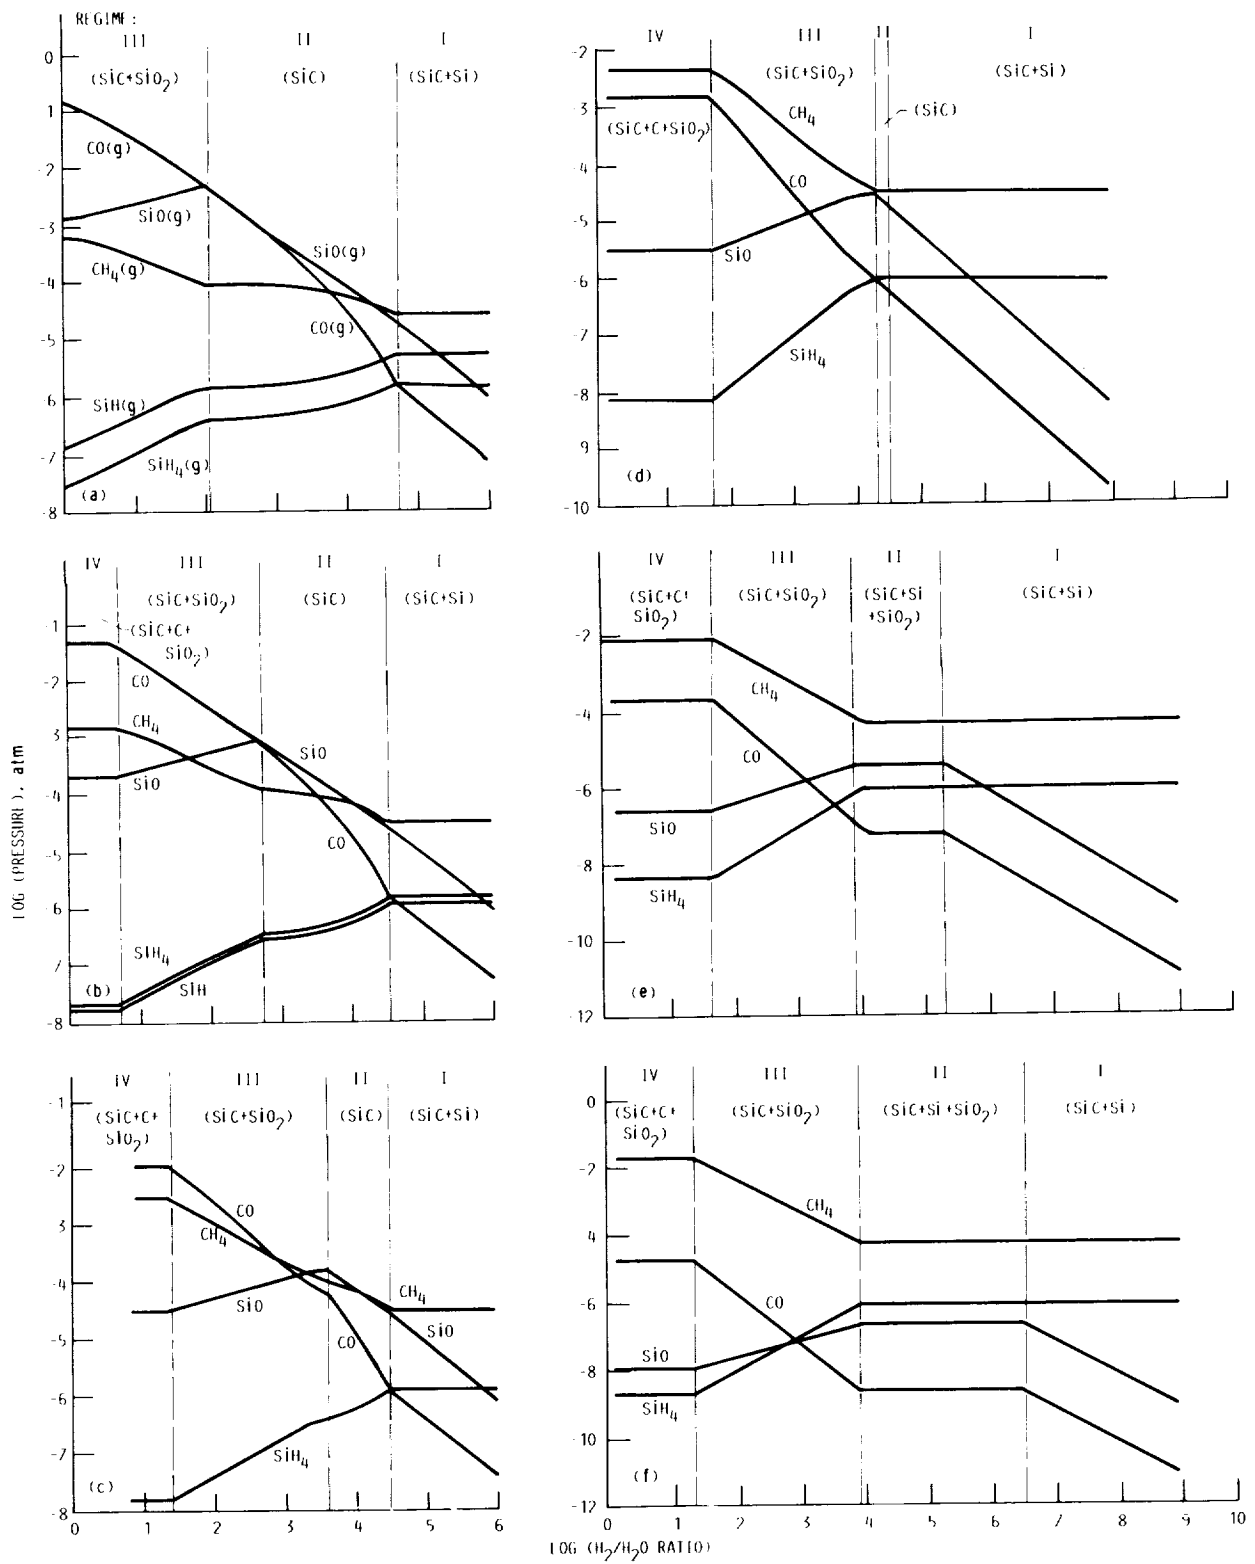 REGIME:
III II I
(SiC+SiO2) (SiC) (SiC+Si)
0
1
-2
-3
-4
-5
-6
-7
-8
CO(g)
SiO(g)
CH4(g)
SiO(g)
CO(g)
SiH(g)
SiH4(g)
(a)
IV III II I
(SiC+SiO2) (SiC+Si)
(SiC)
(SiC+C+SiO2)
-2
-3
-4
-5
-6
-7
-8
9
-10
CH4
CO
SiO
SiH4
(d)
IV III II I
(SiC+SiO2) (SiC) (SiC+Si)
(SiC+C+
SiO2)
-1
-2
3
-4
-5
-6
7
-8
CO
CH4
SiO
SiO
CO
SiH4
SiH
(b)
LOG (PRESSURE), atm
IV III II I
(SiC+C+
SiO2)
(SiC+SiO2)
(SiC+Si
+SiO2)
(SiC+Si)
-2
-4
-6
-8
-10
12
CH4
CO
SiO
SiH4
(e)
IV III II I
(SiC+C+
SiO2)
(SiC+SiO2) (SiC) (SiC+Si)
-1
-2
3
-4
-5
-6
-7
-8
CO
CH4
SiO
CH4
SiO
CO
SiH4
(c)
0 1 2 3 4 5 6
IV III II I
(SiC+C+
SiO2)
(SiC+SiO2) (SiC+Si+SiO2) (SiC+Si)
0
-2
4
-6
-8
-10
-12
CH4
CO
SiO
SiH4
(f)
0 1 2 3 4 5 6 7 8 9 10
LOG (H2/H2O RATIO)